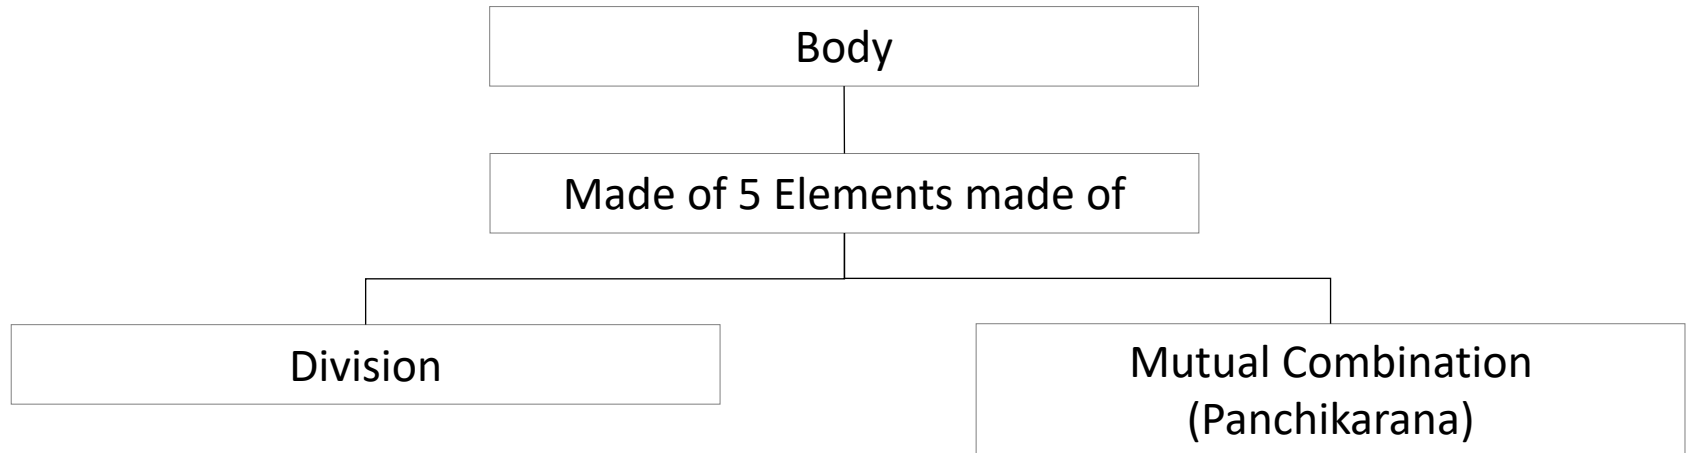 Body
Made of 5 Elements made of
Division
Mutual Combination
(Panchikarana)